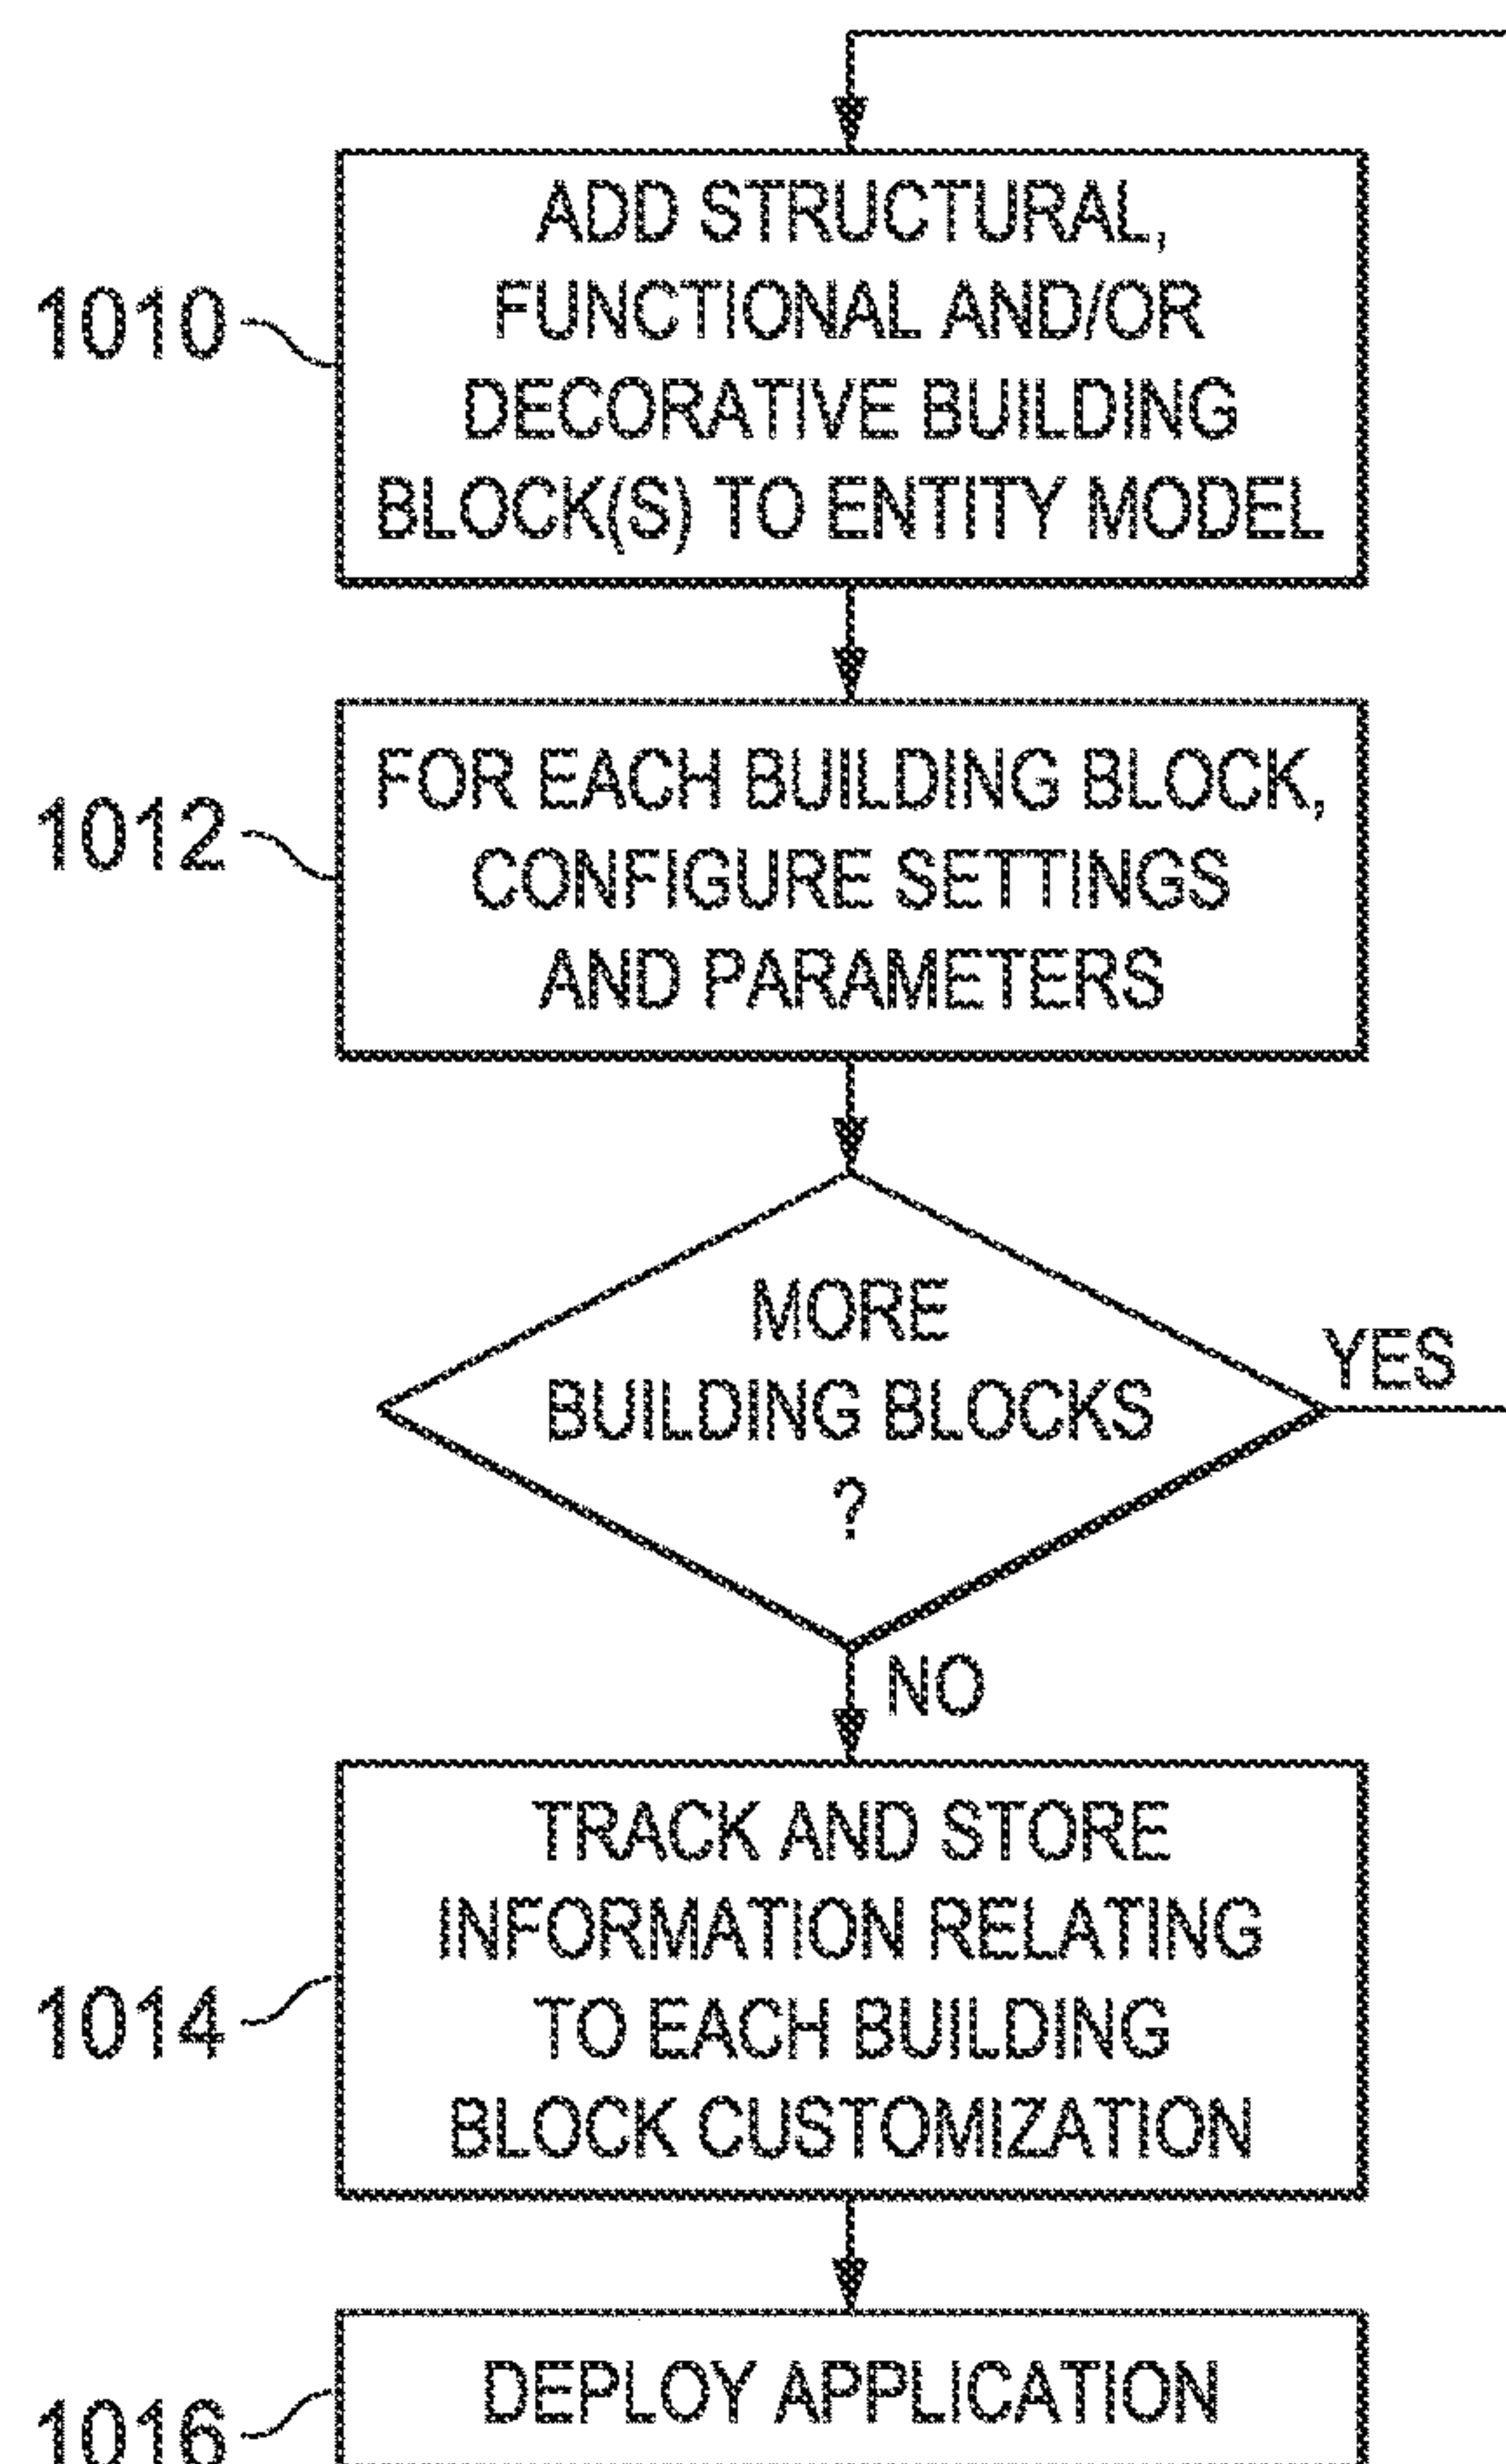 ADD STRUCTURAL,
FUNCTIONAL AND/OR
DECORATIVE BUILDING
BLOCK(S) TO ENTITY MODEL
1010
FOR EACH BUILDING BLOCK,
CONFIGURE SETTINGS
AND PARAMETERS
1012
MORE
BUILDING BLOCKS
?
YES
NO
TRACK AND STORE
INFORMATION RELATING
TO EACH BUILDING
BLOCK CUSTOMIZATION
1014
DEPLOY APPLICATION
1016